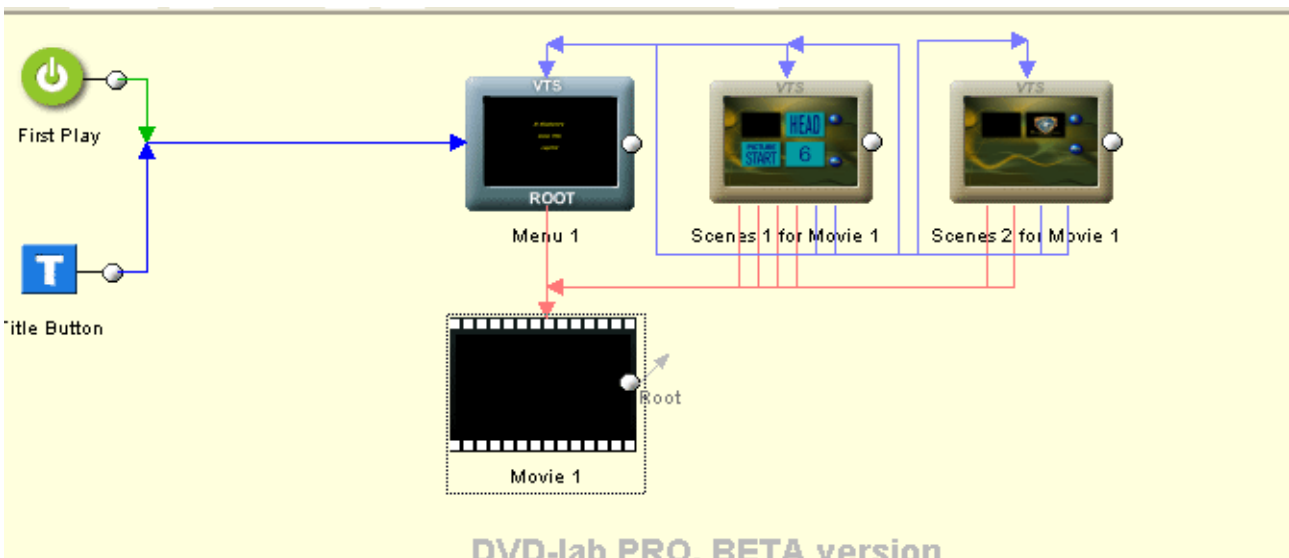 First Play
T
itle Button
VTS
ROOT
Menu 1
VTS
HEAD
PICTURE
START
6
Scenes 1 for Movie 1
VTS
Scenes 2 for Movie 1
Root
Movie 1
DVD-lab PRO, BETA version